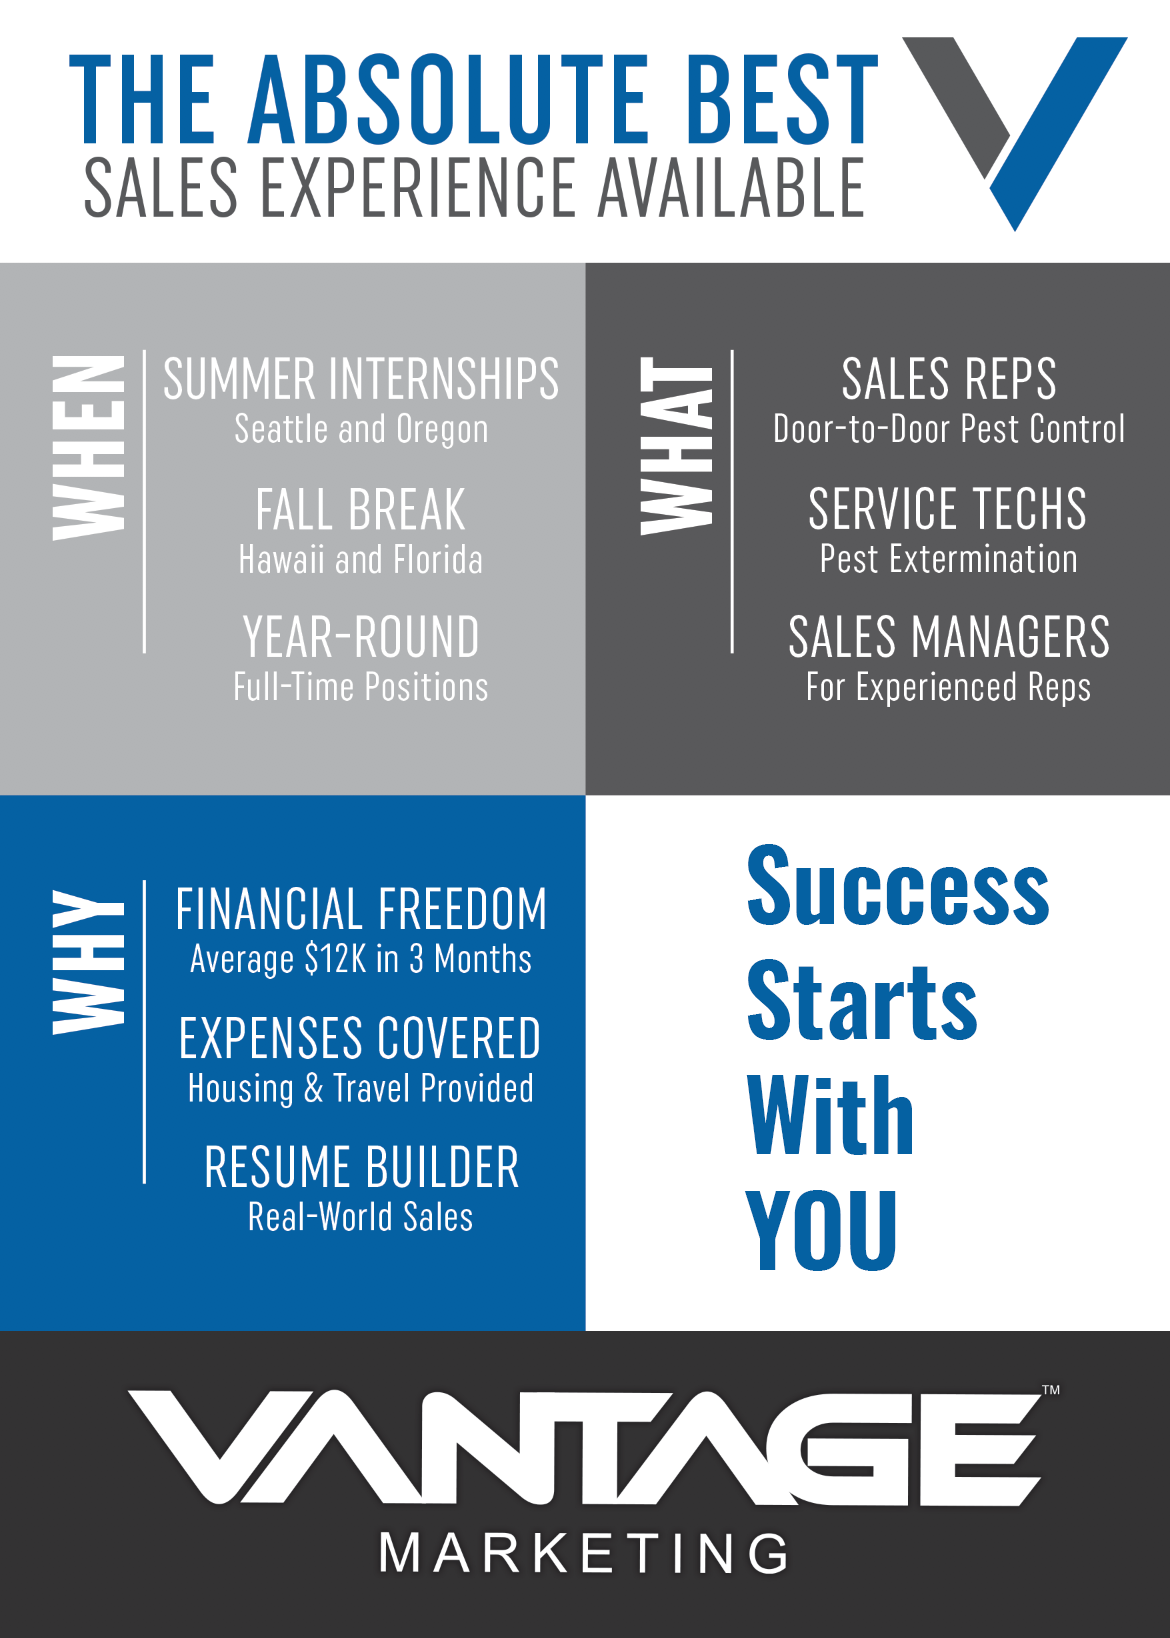 THE ABSOLUTE BEST
SALES EXPERIENCE AVAILABLE
WHEN
SUMMER INTERNSHIPS
Seattle and Oregon
FALL BREAK
Hawaii and Florida
YEAR-ROUND
Full-Time Positions
WHAT
SALES REPS
Door-to-Door Pest Control
SERVICE TECHS
Pest Extermination
SALES MANAGERS
For Experienced Reps
WHY
FINANCIAL FREEDOM
Average $12K in 3 Months
EXPENSES COVERED
Housing & Travel Provided
RESUME BUILDER
Real-World Sales
Success
Starts
With
YOU
VANTAGE™
MARKETING